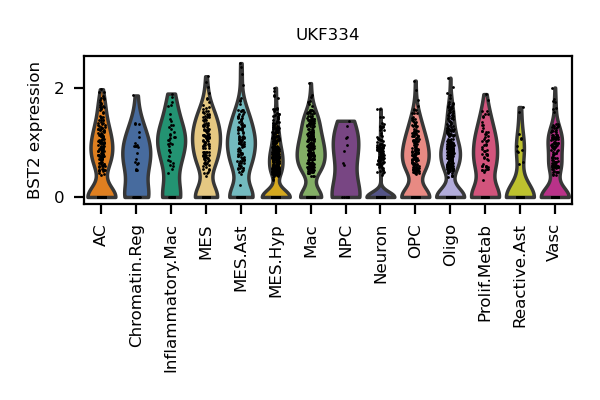 UKF334
BST2 expression
2
0
AC
Chromatin.Reg
Inflammatory.Mac
MES
MES.Ast
MES.Hyp
Mac
NPC
Neuron
OPC
Oligo
Prolif.Metab
Reactive.Ast
Vasc